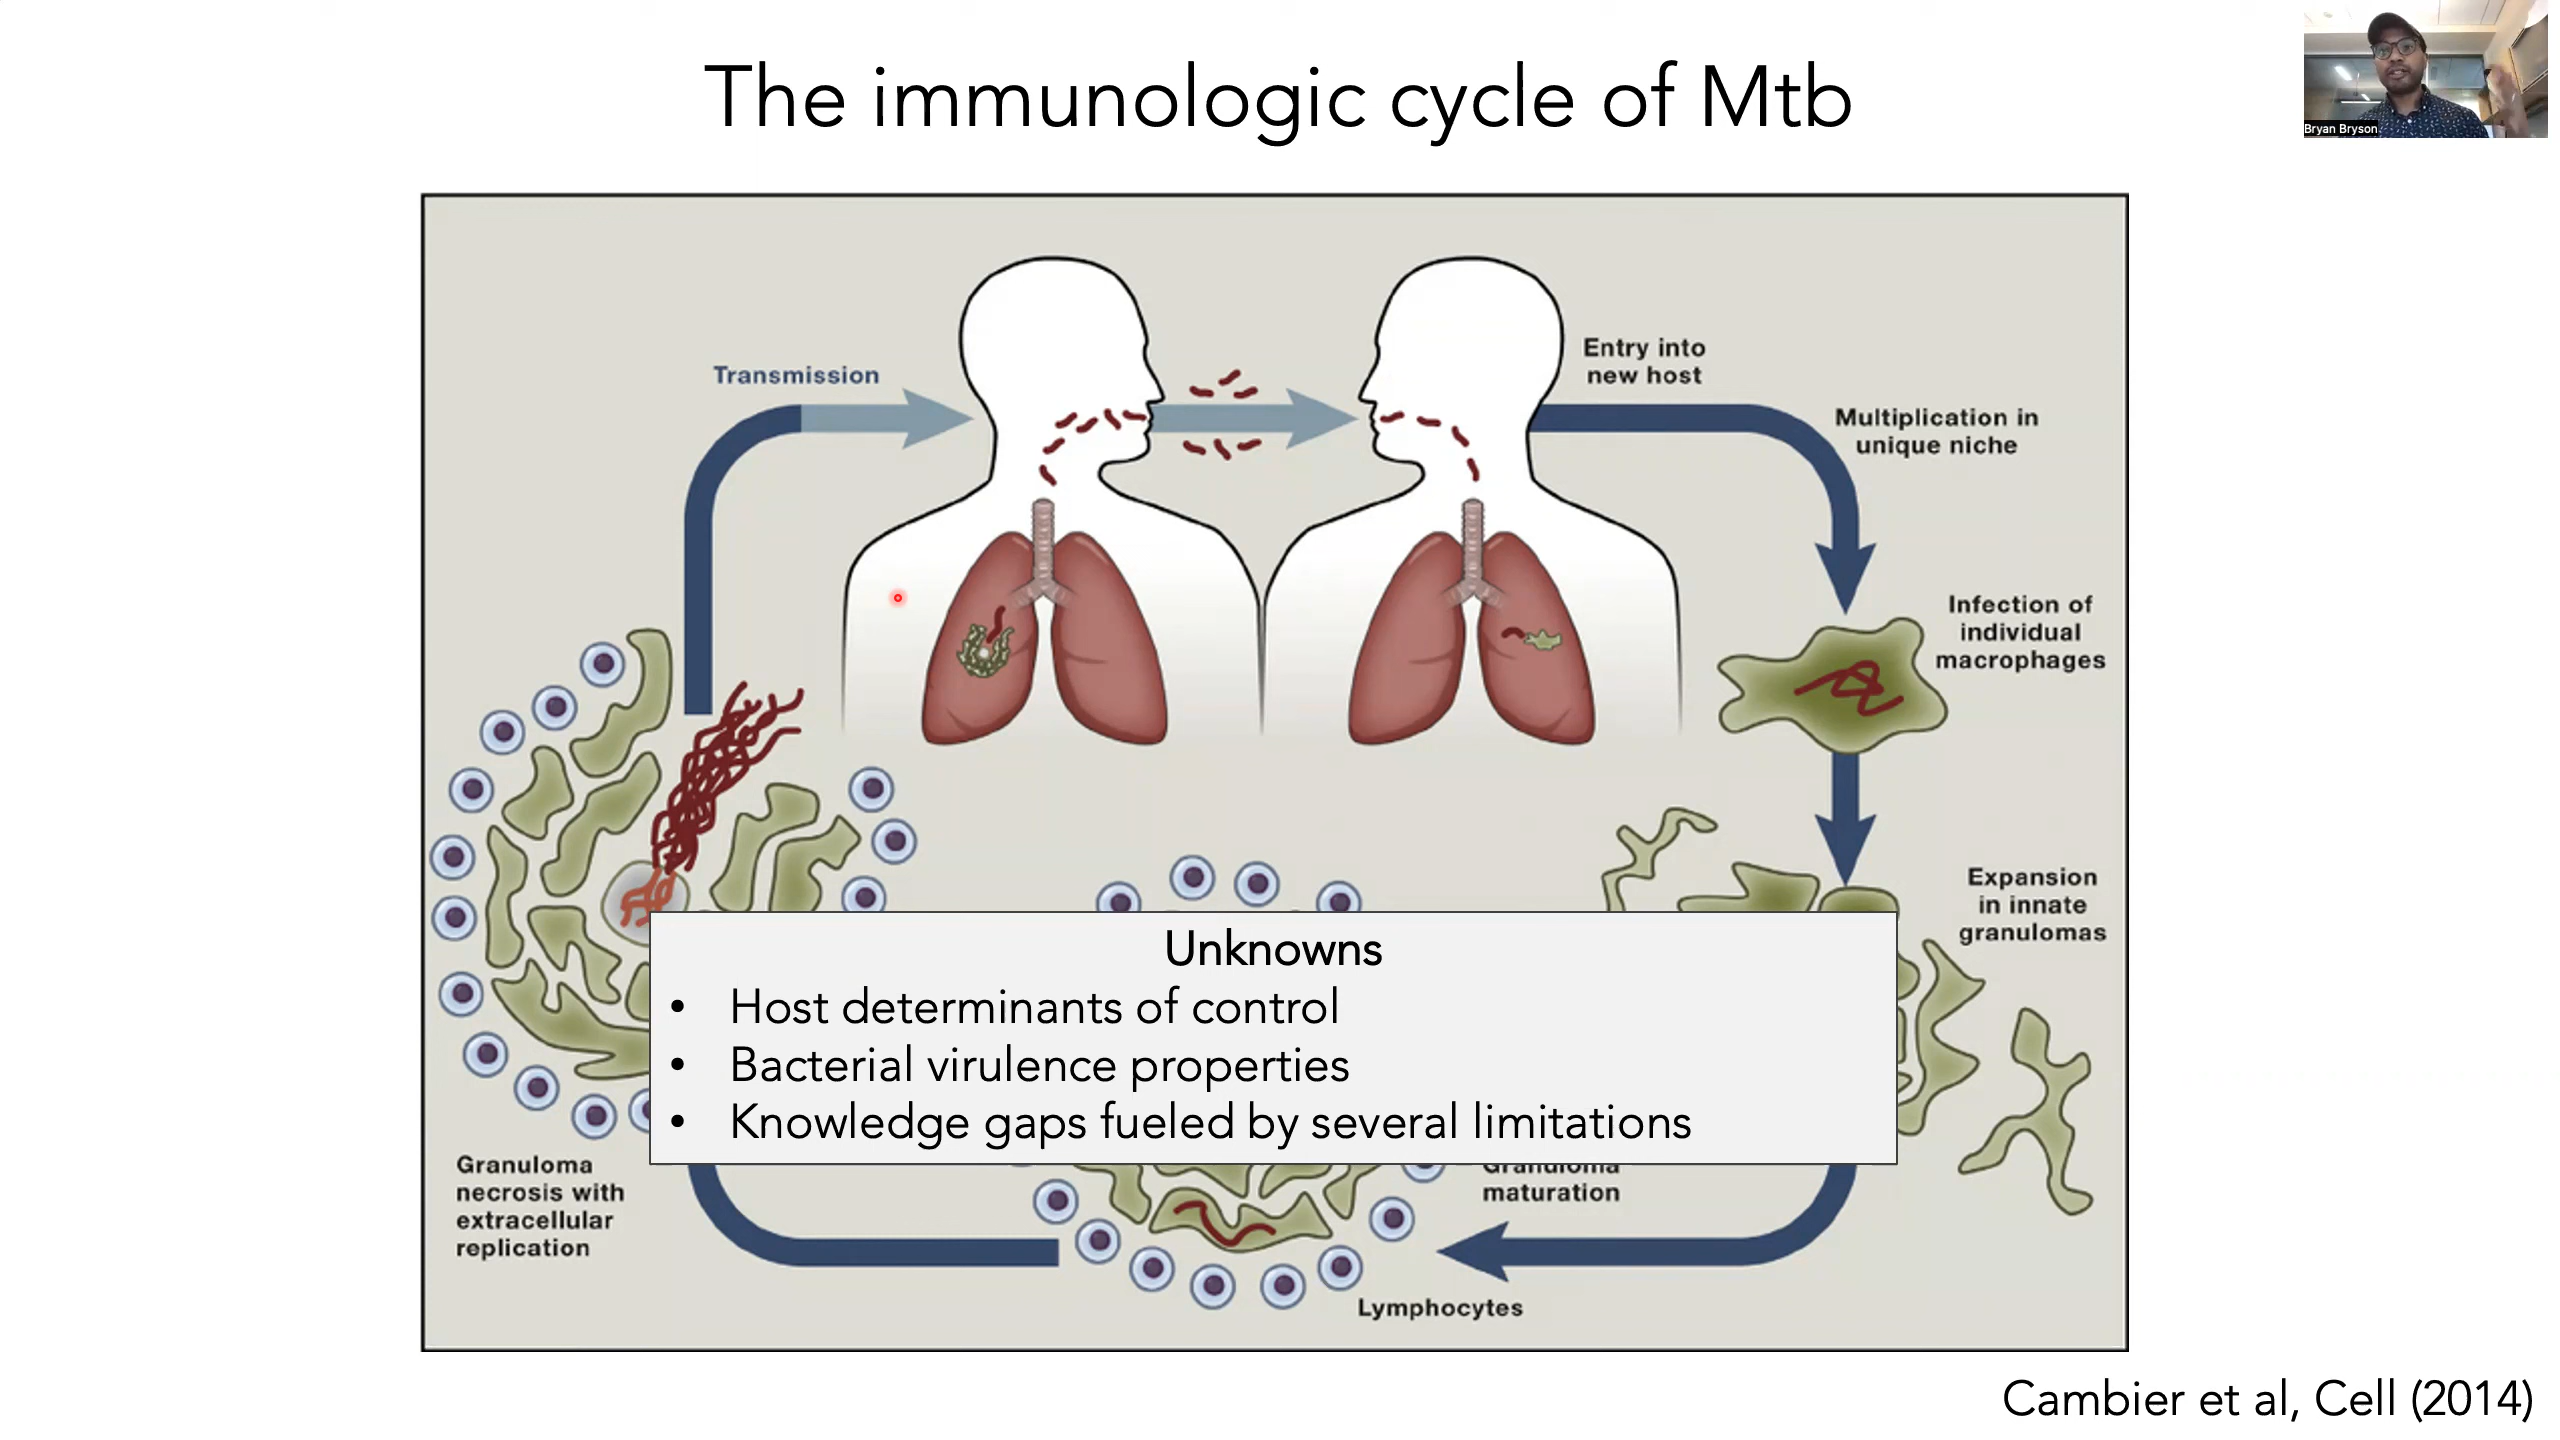 The immunologic cycle of Mtb
Bryan Bryson
Transmission
Entry into
new host
Multiplication in
unique niche
Infection of
individual
macrophages
Expansion
in innate
granulomas
Unknowns
• Host determinants of control
• Bacterial virulence properties
• Knowledge gaps fueled by several limitations
Granuloma
necrosis with
extracellular
replication
Granuloma
maturation
Lymphocytes
Cambier et al, Cell (2014)